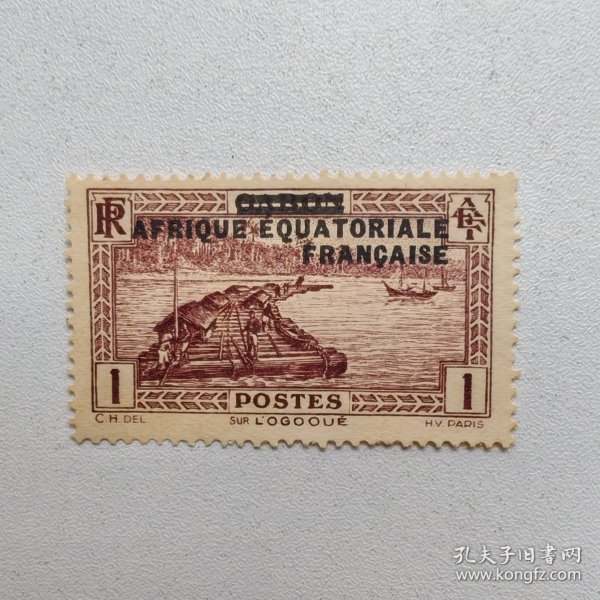 GABON
RF AFRIQUE ÉQUATORIALE AEF
FRANÇAISE
1 POSTES 1
C.H. DEL SUR L'OGOOUÉ H.V. PARIS
孔夫子旧书网
www.kongfz.com